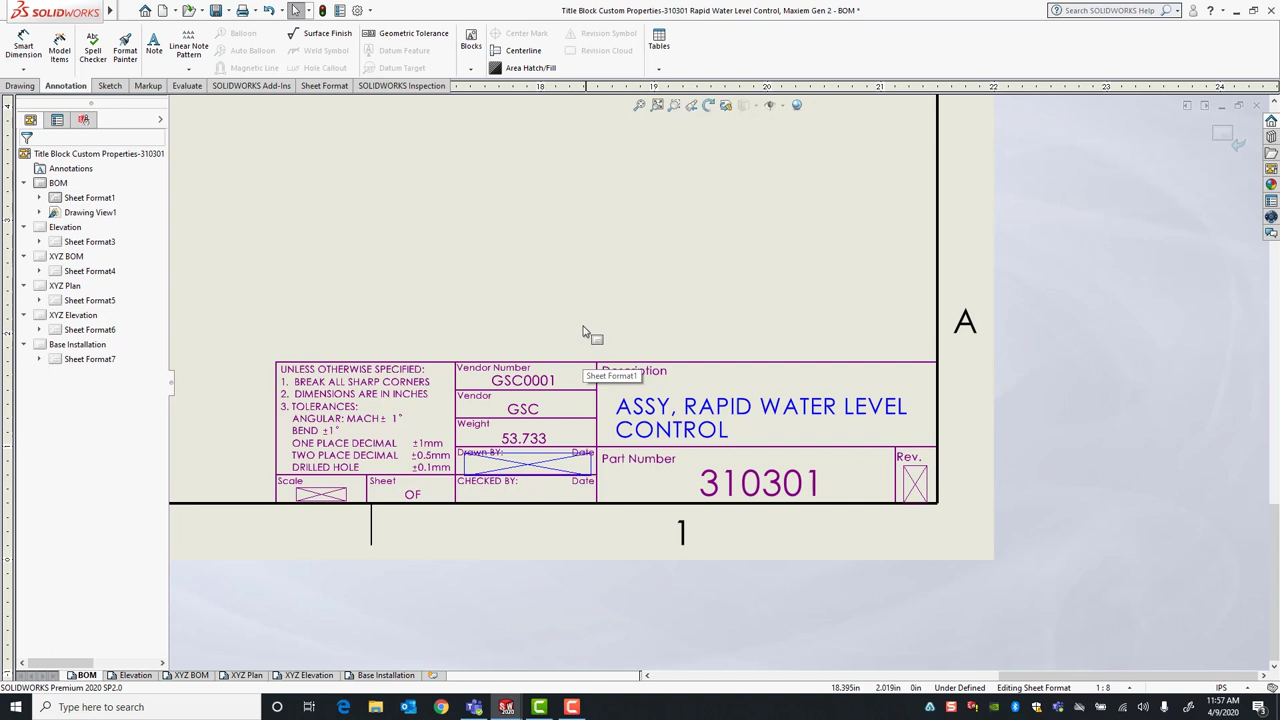 SOLIDWORKS
Title Block Custom Properties-310301 Rapid Water Level Control, Maxiem Gen 2 - BOM *
Search SOLIDWORKS Help
Smart Dimension
Model Items
Spell Checker
Format Painter
Note
Linear Note Pattern
Balloon
Auto Balloon
Magnetic Line
Surface Finish
Weld Symbol
Hole Callout
Geometric Tolerance
Datum Feature
Datum Target
Blocks
Center Mark
Centerline
Area Hatch/Fill
Revision Symbol
Revision Cloud
Tables
Drawing Annotation Sketch Markup Evaluate SOLIDWORKS Add-Ins Sheet Format SOLIDWORKS Inspection
18 19 20 21 22 23 24
Title Block Custom Properties-310301
Annotations
BOM
Sheet Format1
Drawing View1
Elevation
Sheet Format3
XYZ BOM
Sheet Format4
XYZ Plan
Sheet Format5
XYZ Elevation
Sheet Format6
Base Installation
Sheet Format7
A
UNLESS OTHERWISE SPECIFIED:
1. BREAK ALL SHARP CORNERS
2. DIMENSIONS ARE IN INCHES
3. TOLERANCES:
ANGULAR: MACH± 1°
BEND ±1°
ONE PLACE DECIMAL ±1mm
TWO PLACE DECIMAL ±0.5mm
DRILLED HOLE ±0.1mm
Scale
Sheet
OF
Vendor Number
GSC0001
Vendor
GSC
Weight
53.733
Drawn BY: Date
CHECKED BY: Date
Description
Sheet Format1
ASSY, RAPID WATER LEVEL
CONTROL
Part Number
310301
Rev.
1
BOM Elevation XYZ BOM XYZ Plan XYZ Elevation Base Installation
SOLIDWORKS Premium 2020 SP2.0
18.395in 2.019in 0in Under Defined Editing Sheet Format 1 : 8 IPS
Type here to search
11:57 AM
4/9/2020